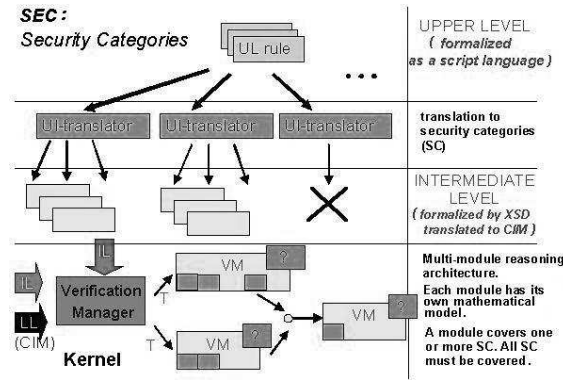 SEC:
Security Categories
UL rule
...
UPPER LEVEL
( formalized
as a script language)
UI-translator
UI-translator
UI-translator
translation to
security categories
(SC)
INTERMEDIATE
LEVEL
(formalized by XSD
translated to CIM)
IL
IL
LL
(CIM)
Verification
Manager
Kernel
T
T
VM
?
VM
?
VM
?
Multi-module reasoning
architecture.
Each module has its
own mathematical
model.
A module covers one
or more SC. All SC
must be covered.